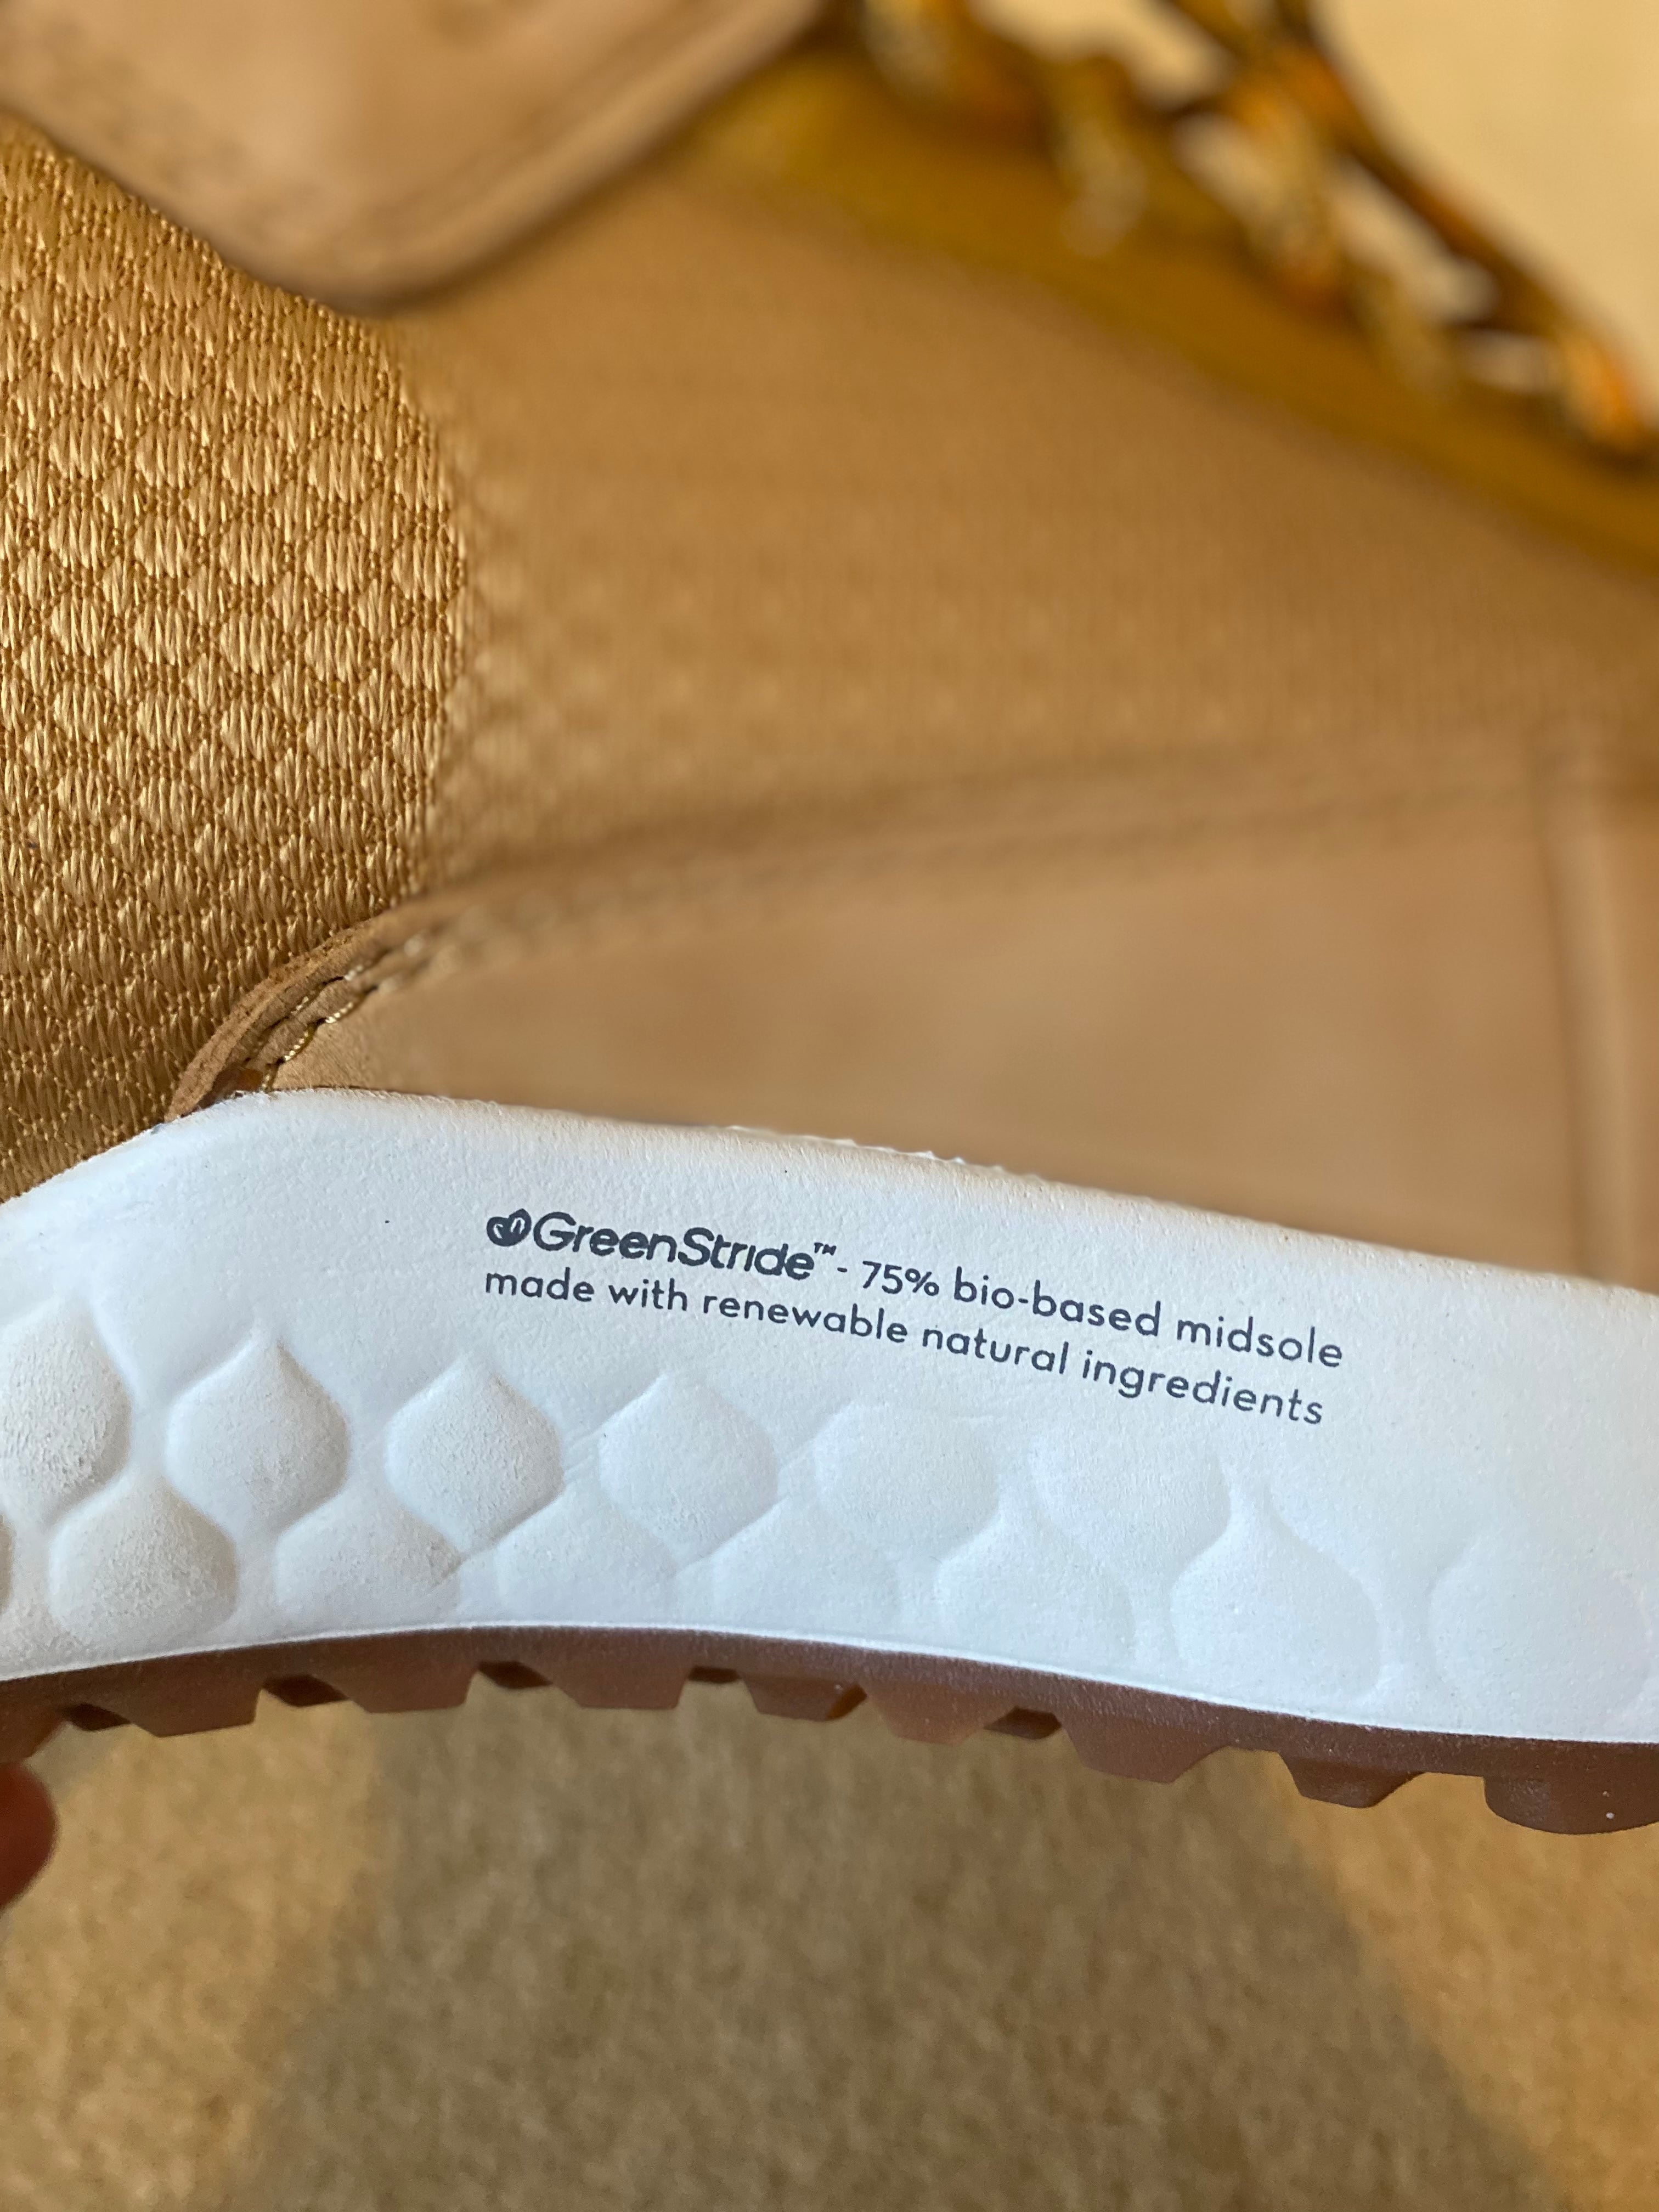 GreenStride™- 75% bio-based midsole
made with renewable natural ingredients